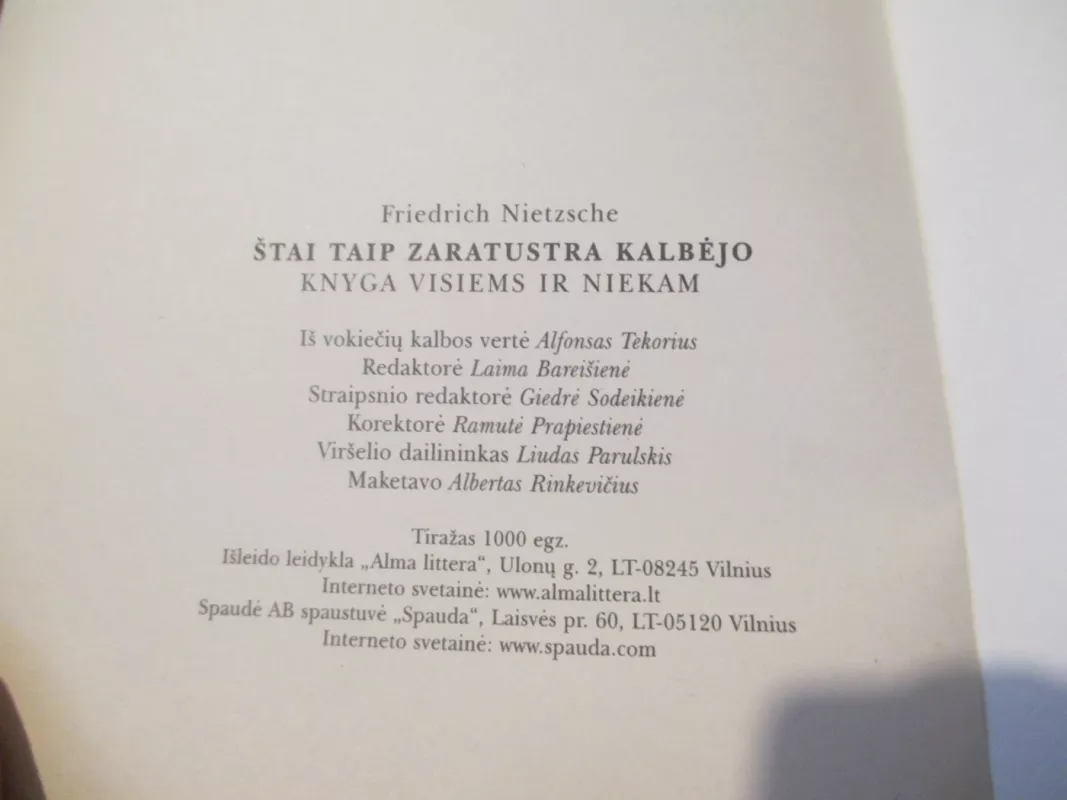 Friedrich Nietzsche
ŠTAI TAIP ZARATUSTRA KALBĖJO
KNYGA VISIEMS IR NIEKAM
Iš vokiečių kalbos vertė Alfonsas Tekorius
Redaktorė Laima Bareišienė
Straipsnio redaktorė Giedrė Sodeikienė
Korektorė Ramutė Prapiestienė
Viršelio dailininkas Liudas Parulskis
Maketavo Albertas Rinkevičius
Tiražas 1000 egz.
Išleido leidykla „Alma littera“, Ulonų g. 2, LT-08245 Vilnius
Interneto svetainė: www.almalittera.lt
Spaudė AB spaustuvė „Spauda“, Laisvės pr. 60, LT-05120 Vilnius
Interneto svetainė: www.spauda.com